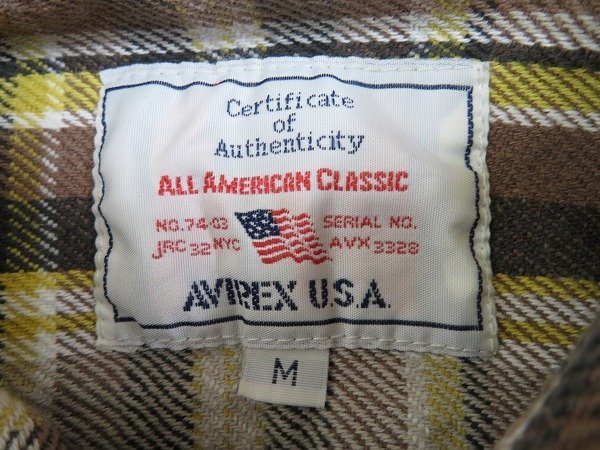 Certificate
of
Authenticity
ALL AMERICAN CLASSIC
NO. 74-03 SERIAL NO.
JRC 32 NYC AVX 3328
AVIREX U.S.A.
M